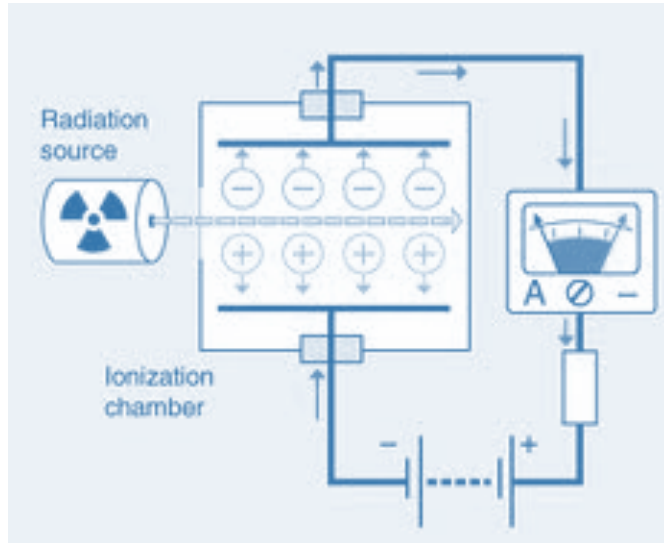 Radiation
source
A –
Ionization
chamber
– +